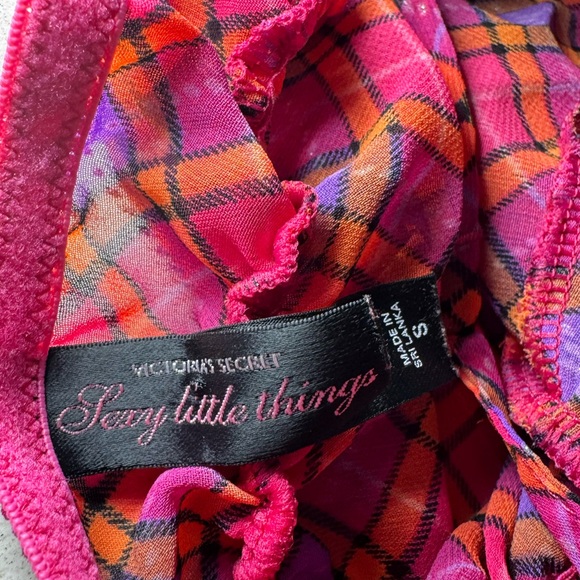 VICTORIA'S SECRET
Sexy little things
S
MADE IN
SRI LANKA